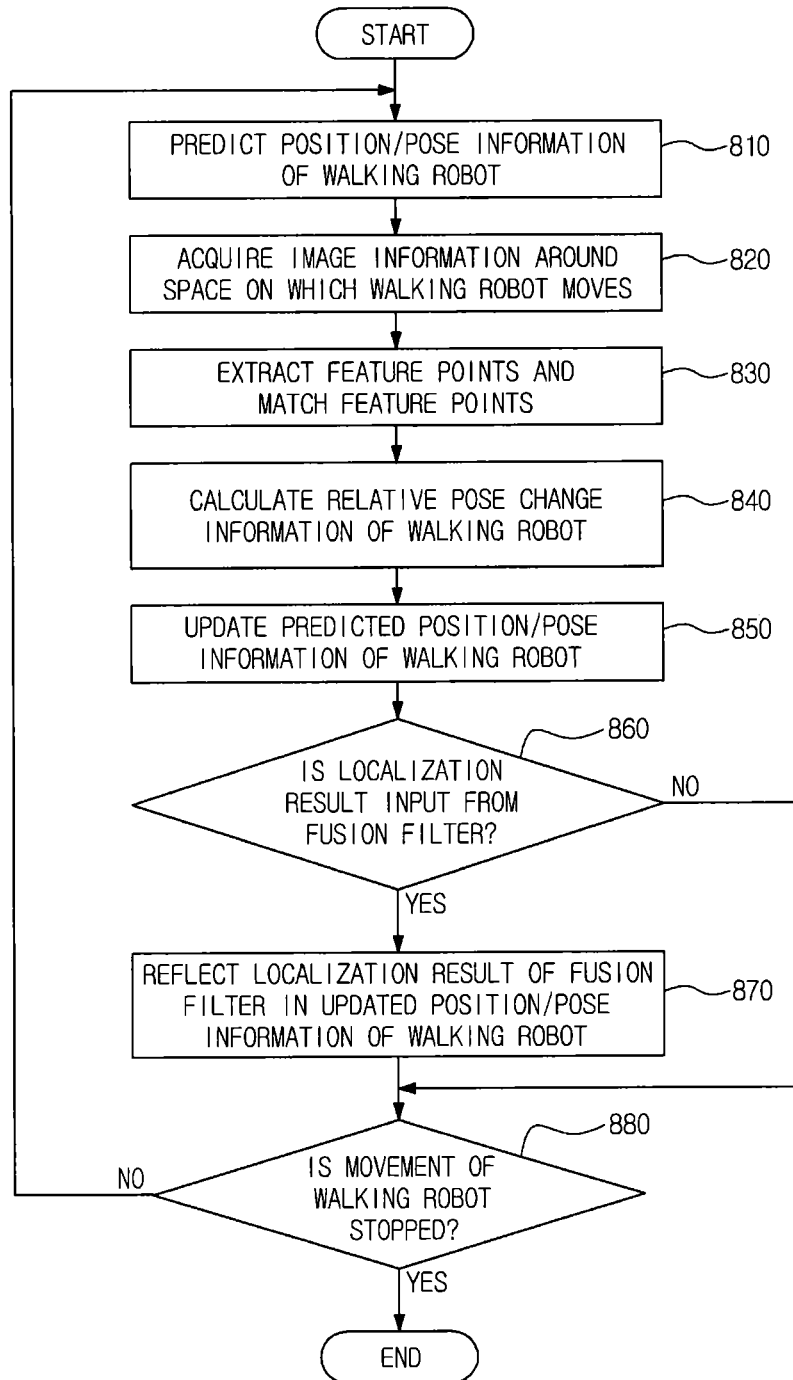 START
PREDICT POSITION/POSE INFORMATION
OF WALKING ROBOT
810
ACQUIRE IMAGE INFORMATION AROUND
SPACE ON WHICH WALKING ROBOT MOVES
820
EXTRACT FEATURE POINTS AND
MATCH FEATURE POINTS
830
CALCULATE RELATIVE POSE CHANGE
INFORMATION OF WALKING ROBOT
840
UPDATE PREDICTED POSITION/POSE
INFORMATION OF WALKING ROBOT
850
860
IS LOCALIZATION
RESULT INPUT FROM
FUSION FILTER?
NO
YES
REFLECT LOCALIZATION RESULT OF FUSION
FILTER IN UPDATED POSITION/POSE
INFORMATION OF WALKING ROBOT
870
880
IS MOVEMENT OF
WALKING ROBOT
STOPPED?
NO
YES
END